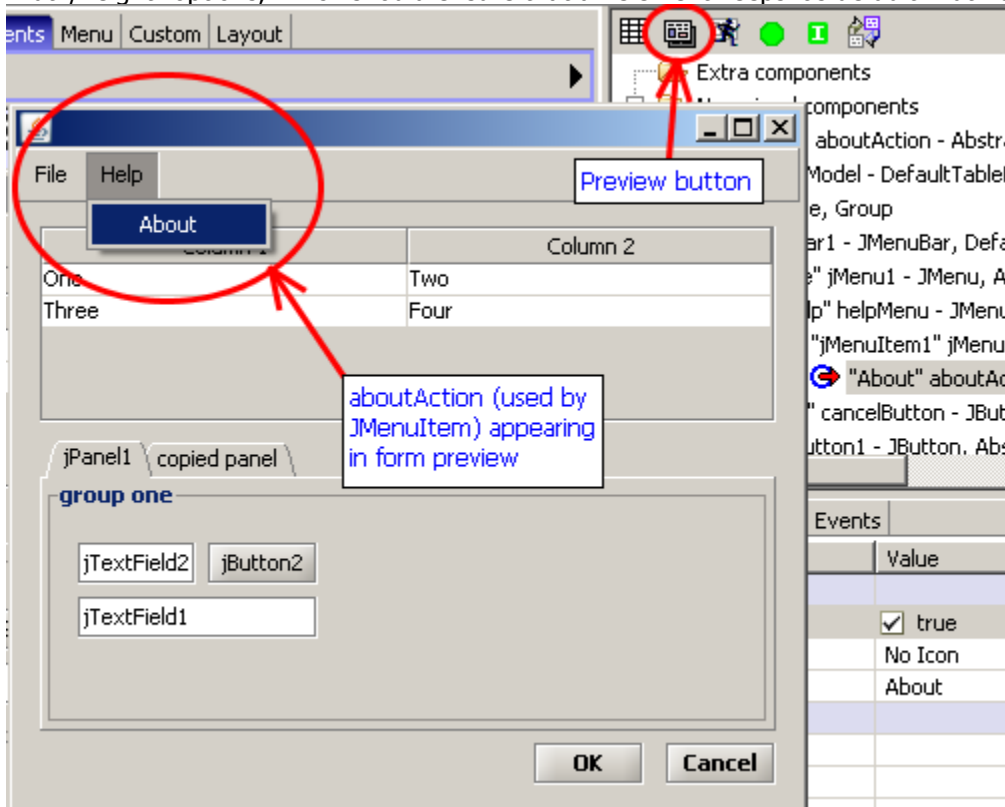 ents Menu Custom Layout
Extra components
components
aboutAction - Abstra
Model - DefaultTable
e, Group
ar1 - JMenuBar, Defa
e" jMenu1 - JMenu, A
lp" helpMenu - JMenu
"jMenuItem1" jMenu
"About" aboutAc
" cancelButton - JBut
utton1 - JButton, Abs
File Help
About
Preview button
Column 1 Column 2
One Two
Three Four
aboutAction (used by
JMenuItem) appearing
in form preview
jPanel1 copied panel
group one
jTextField2 jButton2
jTextField1
OK Cancel
Events
Value
true
No Icon
About